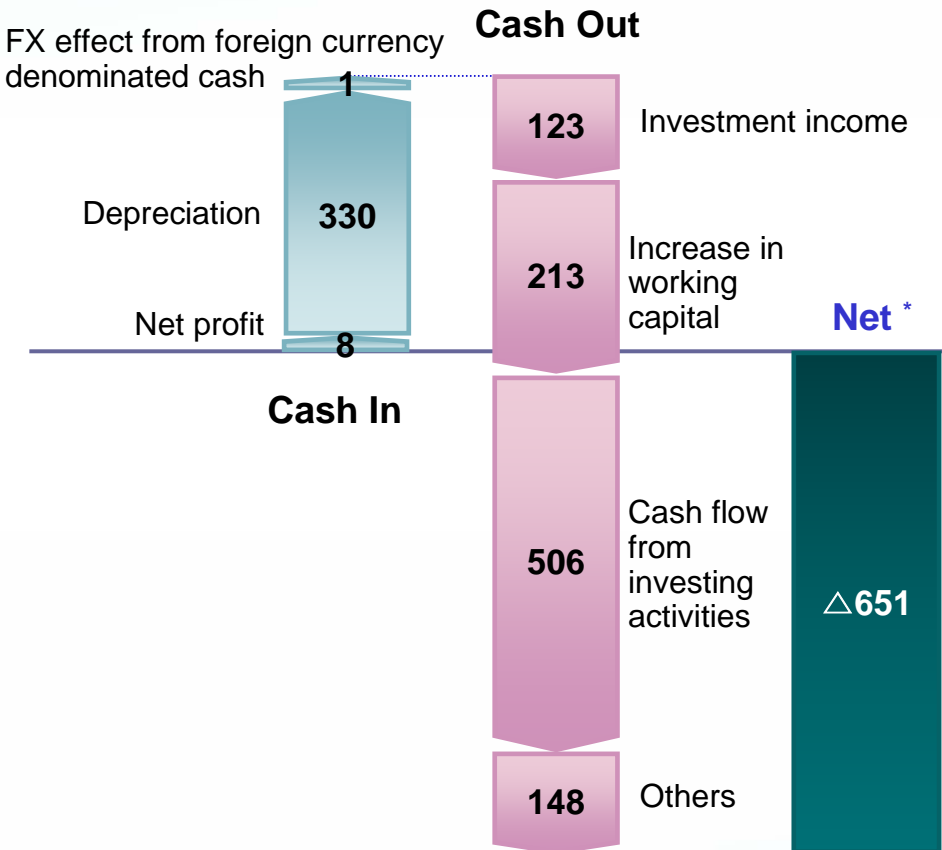 Cash Out
FX effect from foreign currency
denominated cash
1
123
Investment income
Depreciation
330
213
Increase in
working
capital
Net profit
8
Net *
Cash In
506
Cash flow
from
investing
activities
△651
148
Others